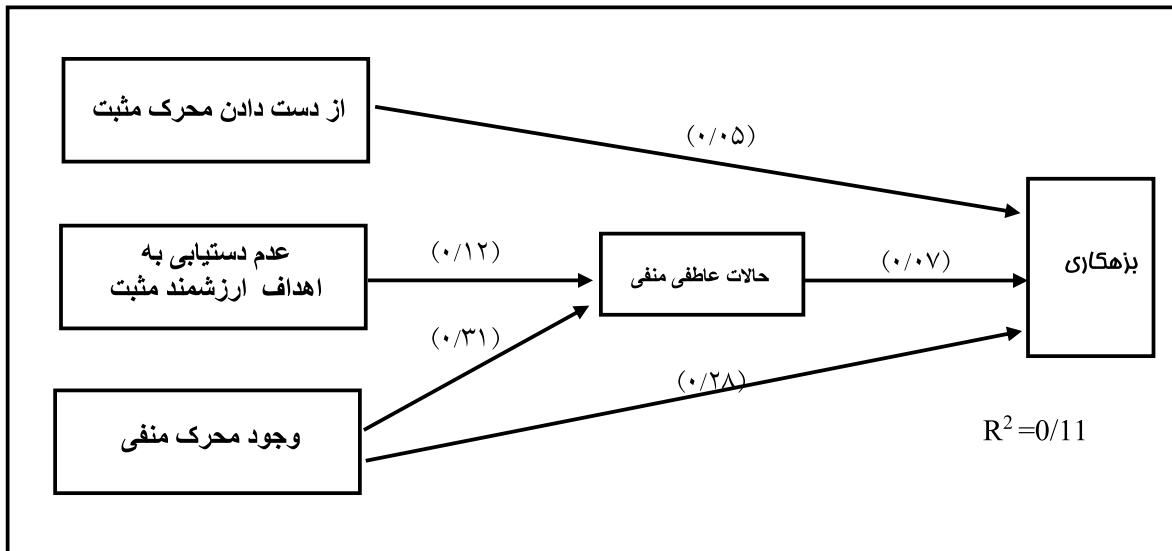 از دست دادن محرک مثبت
(۰/۰۵)
عدم دستیابی به
اهداف ارزشمند مثبت
(۰/۱۲)
حالات عاطفی منفی
(۰/۰۷)
بزهکاری
(۰/۳۱)
(۰/۲۸)
وجود محرک منفی
R² =0/11